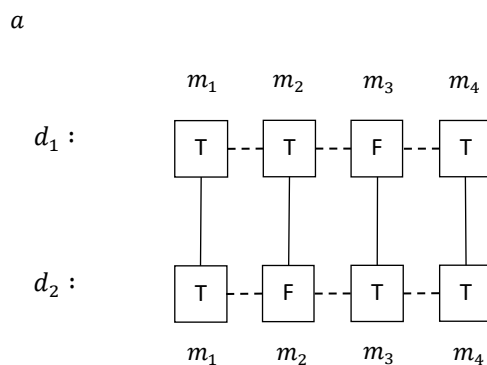 a
m₁ m₂ m₃ m₄
d₁ : T T F T
d₂ : T F T T
m₁ m₂ m₃ m₄